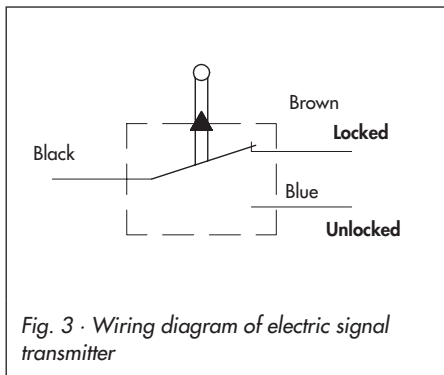 Brown
Locked
Black
Blue
Unlocked
Fig. 3 · Wiring diagram of electric signal
transmitter